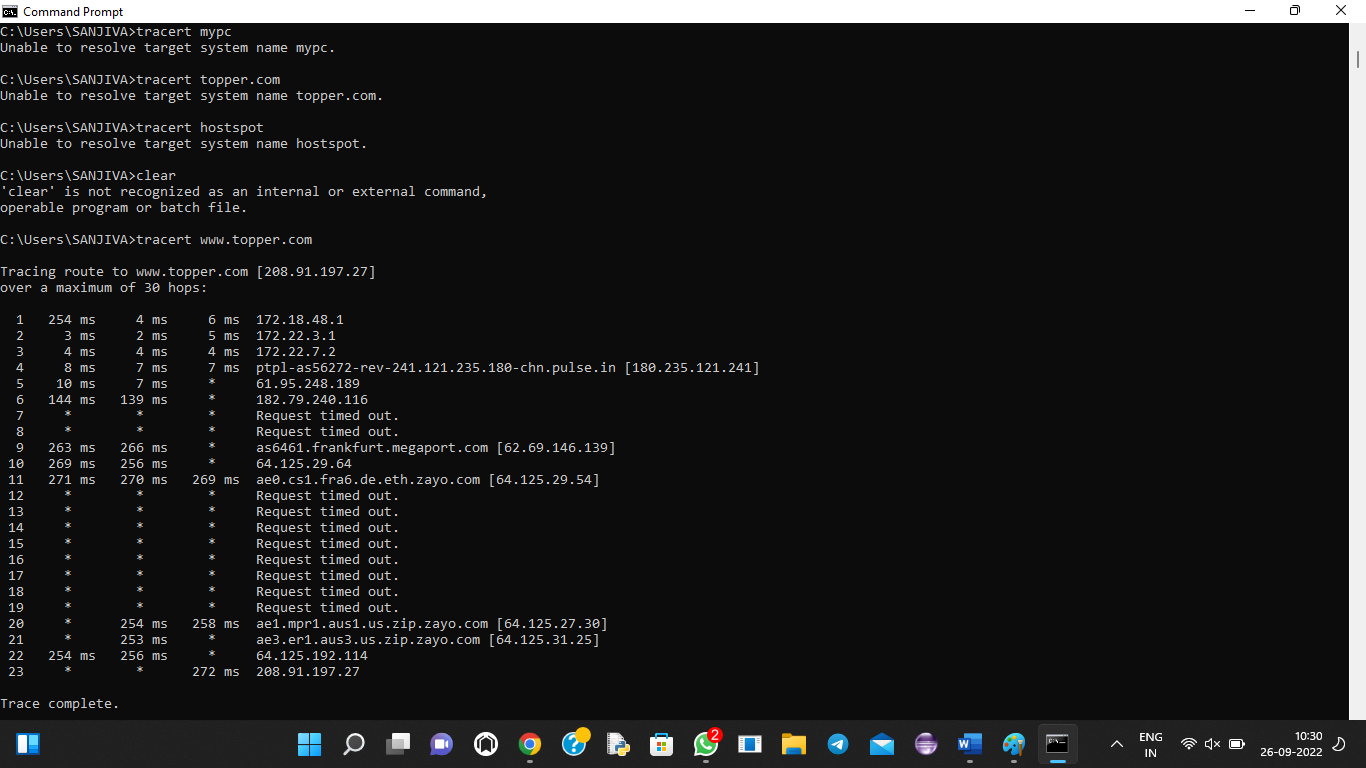 Command Prompt
C:\Users\SANJIVA>tracert mypc
Unable to resolve target system name mypc.
C:\Users\SANJIVA>tracert topper.com
Unable to resolve target system name topper.com.
C:\Users\SANJIVA>tracert hostspot
Unable to resolve target system name hostspot.
C:\Users\SANJIVA>clear
'clear' is not recognized as an internal or external command,
operable program or batch file.
C:\Users\SANJIVA>tracert www.topper.com
Tracing route to www.topper.com [208.91.197.27]
over a maximum of 30 hops:
1 254 ms 4 ms 6 ms 172.18.48.1
2 3 ms 2 ms 5 ms 172.22.3.1
3 4 ms 4 ms 4 ms 172.22.7.2
4 8 ms 7 ms 7 ms ptpl-as56272-rev-241.121.235.180-chn.pulse.in [180.235.121.241]
5 10 ms 7 ms * 61.95.248.189
6 144 ms 139 ms * 182.79.240.116
7 * * * Request timed out.
8 * * * Request timed out.
9 263 ms 266 ms * as6461.frankfurt.megaport.com [62.69.146.139]
10 269 ms 256 ms * 64.125.29.64
11 271 ms 270 ms 269 ms ae0.cs1.fra6.de.eth.zayo.com [64.125.29.54]
12 * * * Request timed out.
13 * * * Request timed out.
14 * * * Request timed out.
15 * * * Request timed out.
16 * * * Request timed out.
17 * * * Request timed out.
18 * * * Request timed out.
19 * * * Request timed out.
20 * 254 ms 258 ms ae1.mpr1.aus1.us.zip.zayo.com [64.125.27.30]
21 * 253 ms * ae3.er1.aus3.us.zip.zayo.com [64.125.31.25]
22 254 ms 256 ms * 64.125.192.114
23 * * 272 ms 208.91.197.27
Trace complete.
2
ENG
IN
10:30
26-09-2022